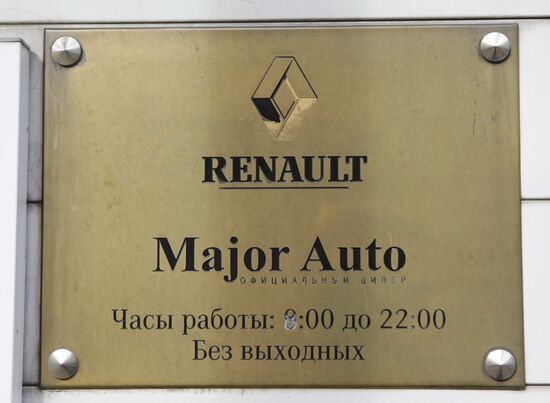 RENAULT
Major Auto
ОФИЦИАЛЬНЫЙ ДИЛЕР
Часы работы: 8:00 до 22:00
Без выходных